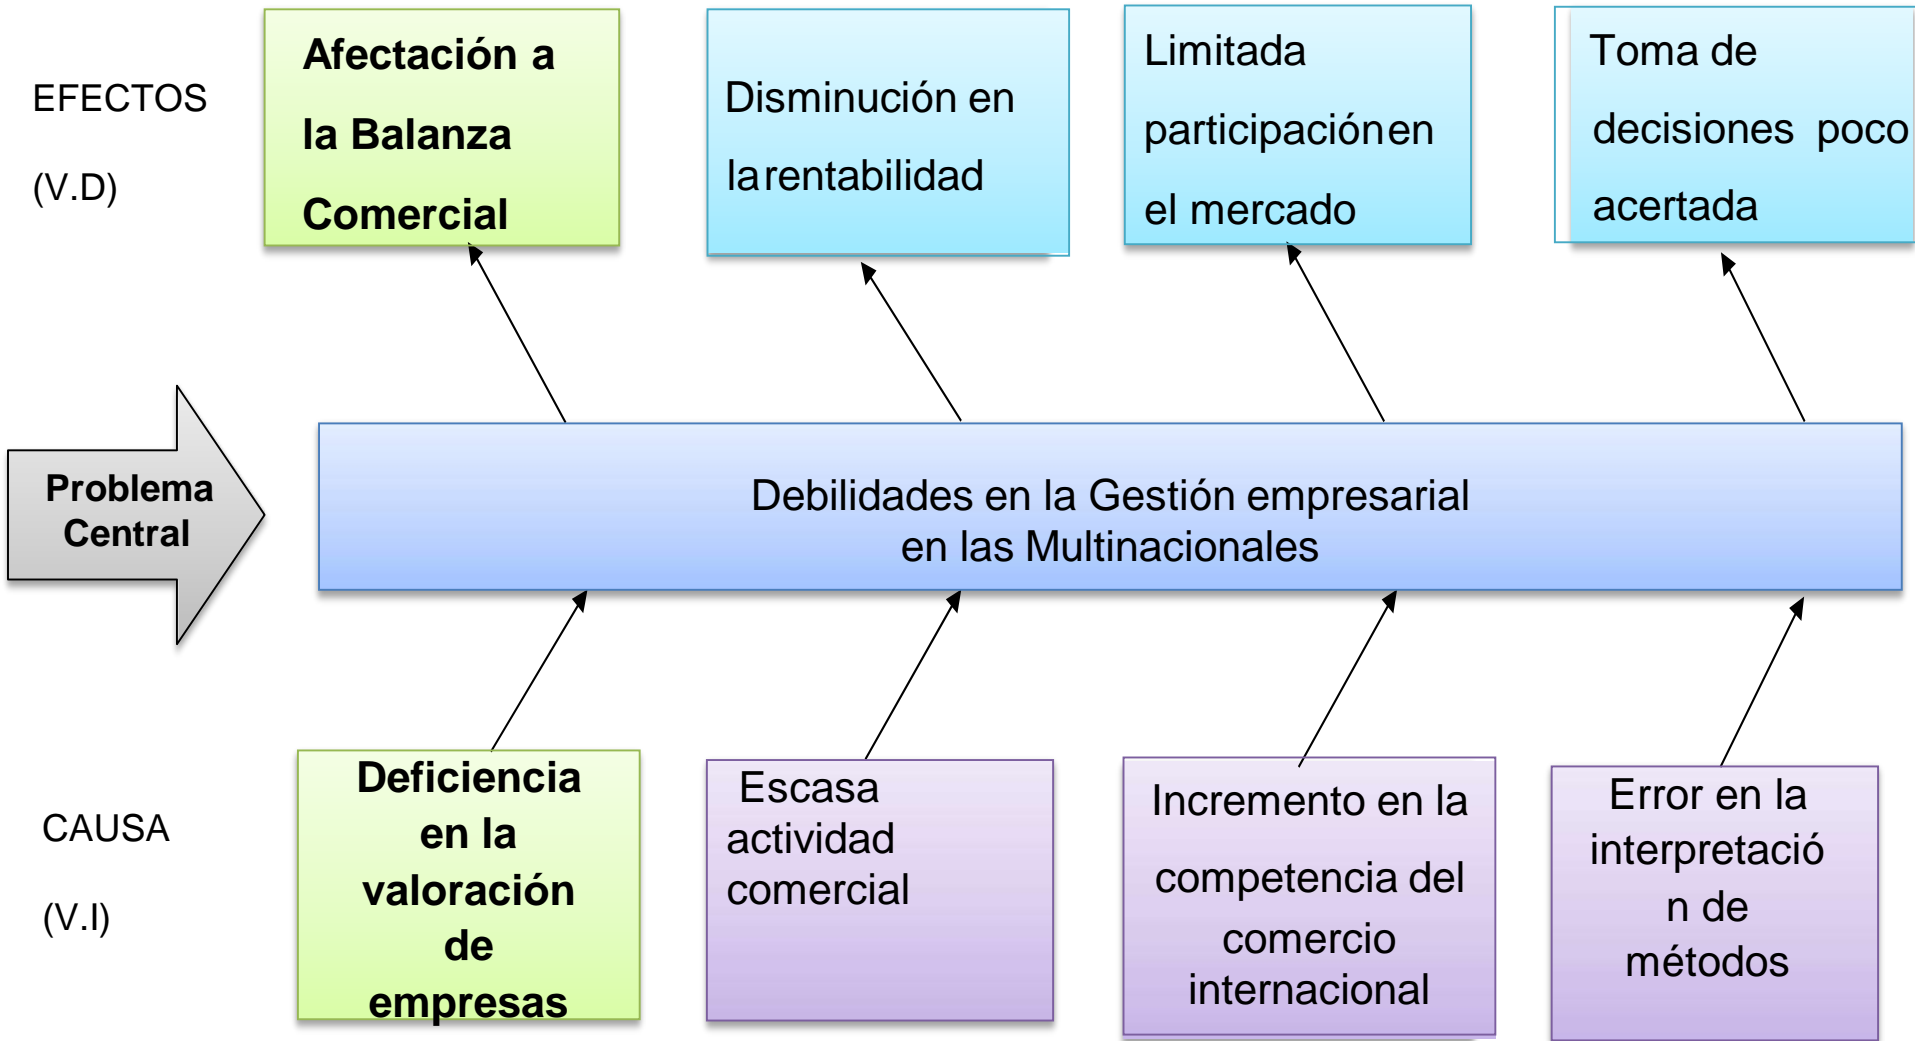 EFECTOS
(V.D)
Afectación a
la Balanza
Comercial
Disminución en
larentabilidad
Limitada
participaciónen
el mercado
Toma de
decisiones poco
acertada
Problema
Central
Debilidades en la Gestión empresarial
en las Multinacionales
CAUSA
(V.I)
Deficiencia
en la
valoración
de
empresas
Escasa
actividad
comercial
Incremento en la
competencia del
comercio
internacional
Error en la
interpretació
n de
métodos